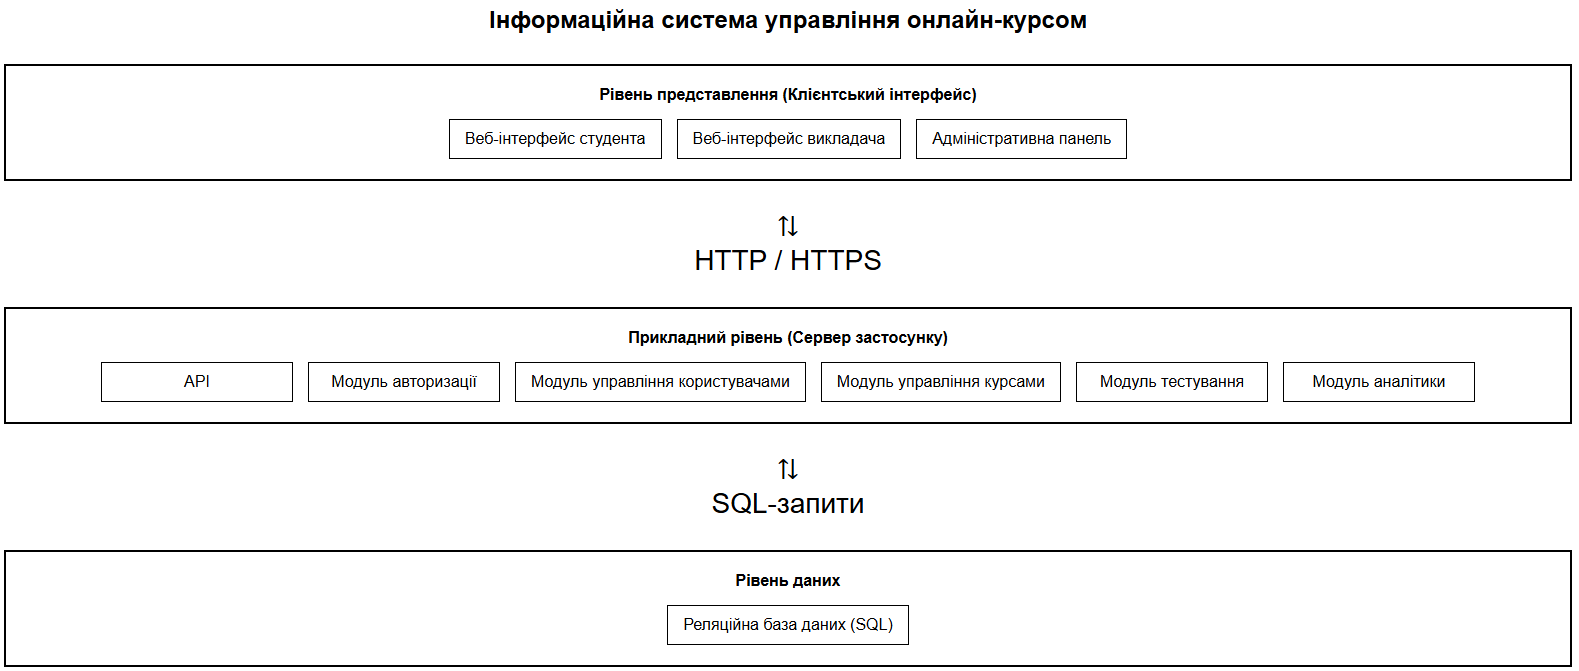 Інформаційна система управління онлайн-курсом
Рівень представлення (Клієнтський інтерфейс)
Веб-інтерфейс студента
Веб-інтерфейс викладача
Адміністративна панель
⇅
HTTP / HTTPS
Прикладний рівень (Сервер застосунку)
API
Модуль авторизації
Модуль управління користувачами
Модуль управління курсами
Модуль тестування
Модуль аналітики
⇅
SQL-запити
Рівень даних
Реляційна база даних (SQL)